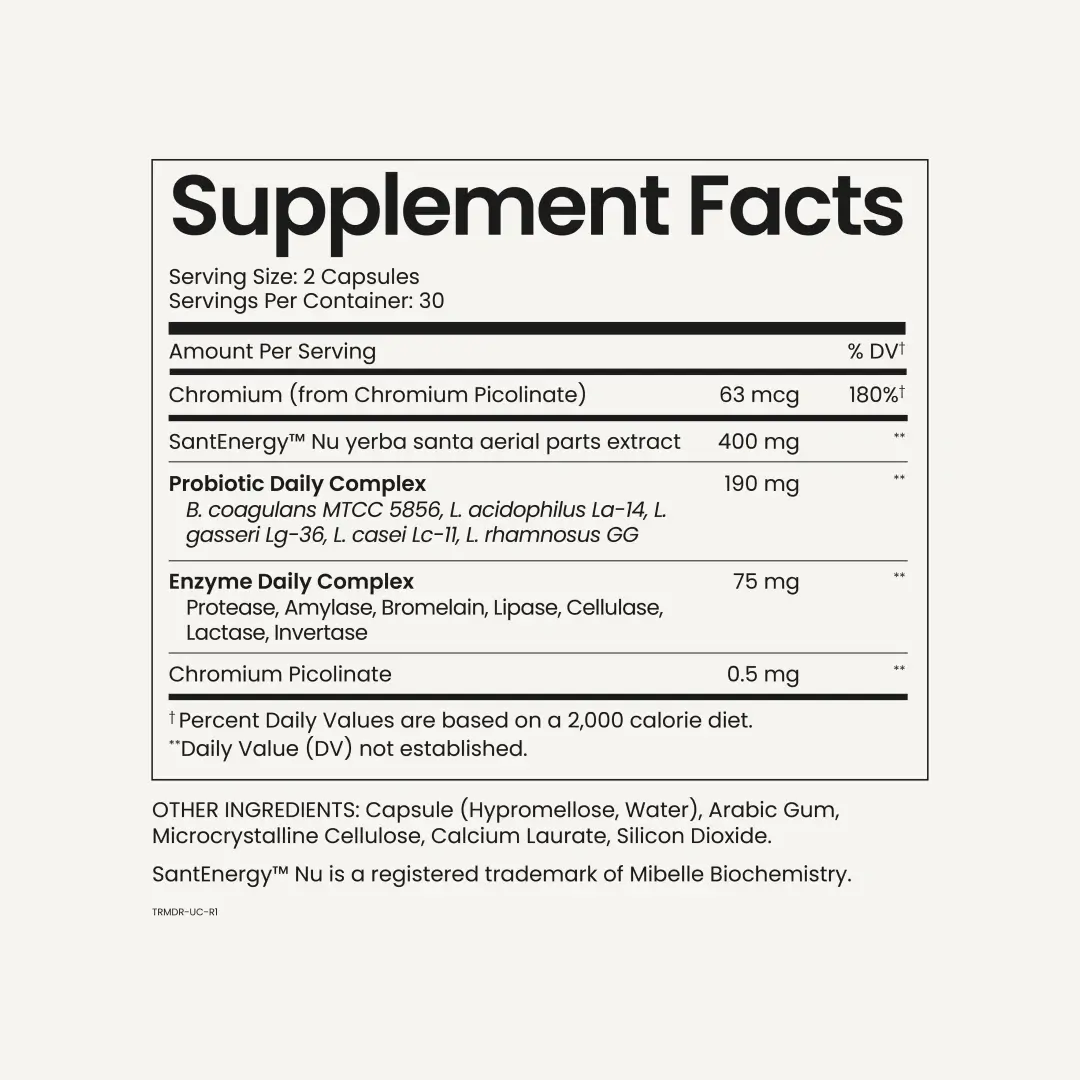 Supplement Facts
Serving Size: 2 Capsules
Servings Per Container: 30
Amount Per Serving % DV†
Chromium (from Chromium Picolinate) 63 mcg 180%†
SantEnergy™ Nu yerba santa aerial parts extract 400 mg **
Probiotic Daily Complex 190 mg **
B. coagulans MTCC 5856, L. acidophilus La-14, L.
gasseri Lg-36, L. casei Lc-11, L. rhamnosus GG
Enzyme Daily Complex 75 mg **
Protease, Amylase, Bromelain, Lipase, Cellulase,
Lactase, Invertase
Chromium Picolinate 0.5 mg **
†Percent Daily Values are based on a 2,000 calorie diet.
**Daily Value (DV) not established.
OTHER INGREDIENTS: Capsule (Hypromellose, Water), Arabic Gum,
Microcrystalline Cellulose, Calcium Laurate, Silicon Dioxide.
SantEnergy™ Nu is a registered trademark of Mibelle Biochemistry.
TRMDR-UC-R1